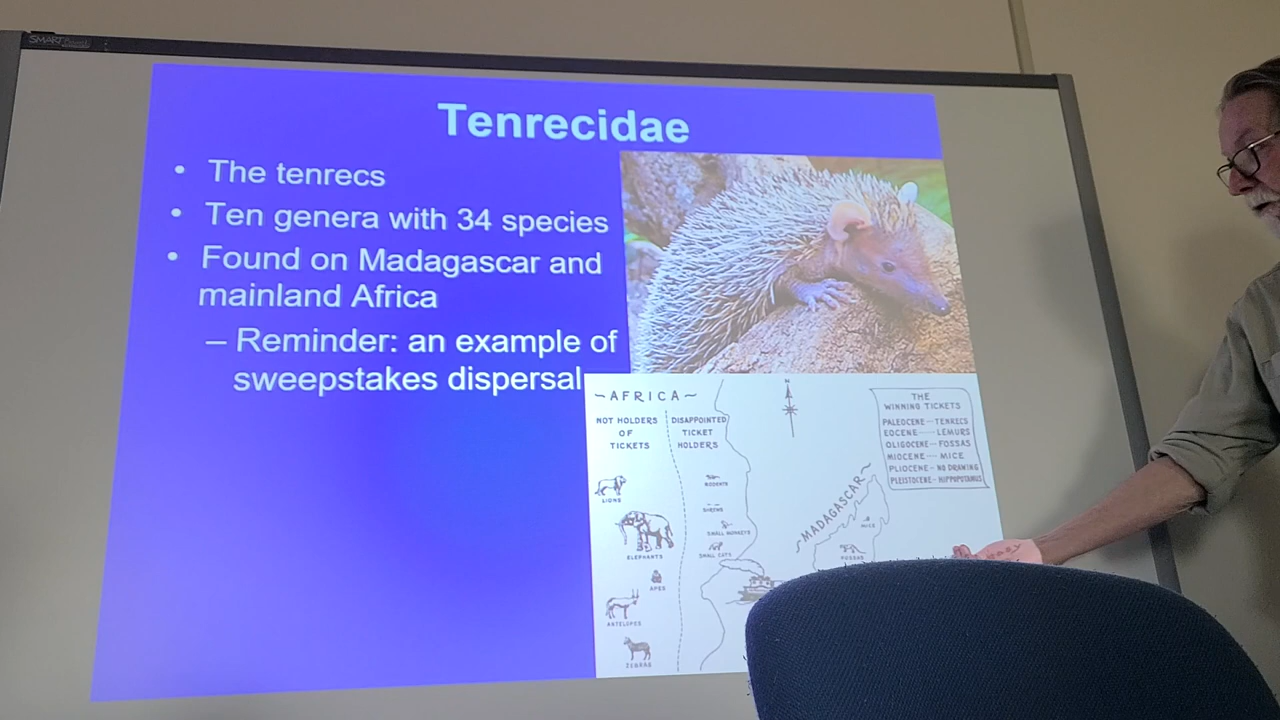 SMART
Tenrecidae
• The tenrecs
• Ten genera with 34 species
• Found on Madagascar and
mainland Africa
– Reminder: an example of
sweepstakes dispersal
~AFRICA~
NOT HOLDERS
OF
TICKETS
DISAPPOINTED
TICKET
HOLDERS
LIONS
ELEPHANTS
APES
ANTELOPES
ZEBRAS
RODENTS
SHREWS
SMALL MONKEYS
SMALL CATS
N
~MADAGASCAR~
MICE
FOSSAS
THE
WINNING TICKETS
PALEOCENE--TENRECS
EOCENE----LEMURS
OLIGOCENE--FOSSAS
MIOCENE--MICE
PLIOCENE-NO DRAWING
PLEISTOCENE-HIPPOPOTAMUS